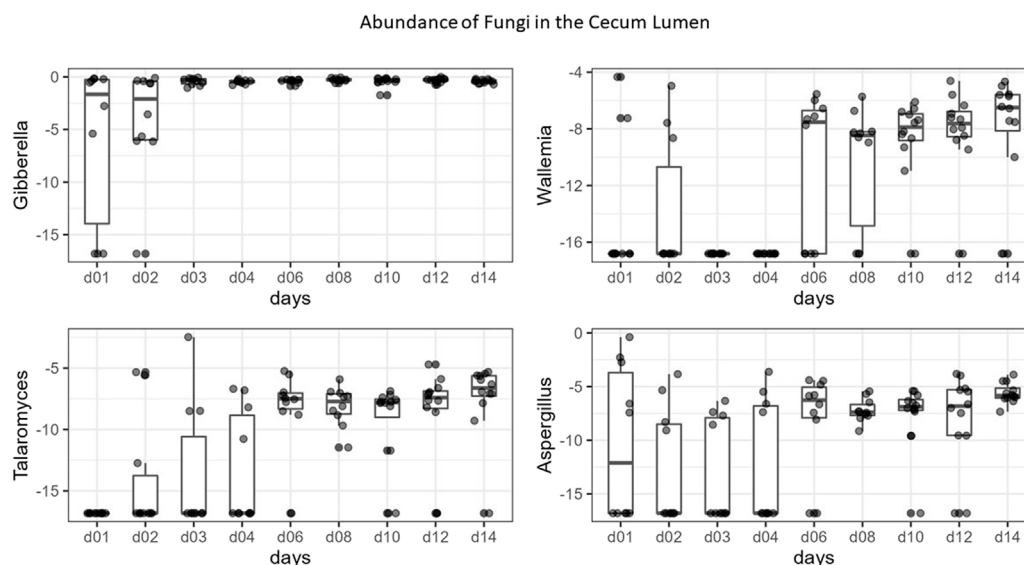 Abundance of Fungi in the Cecum Lumen
Gibberella
0
-5
-10
-15
d01 d02 d03 d04 d06 d08 d10 d12 d14
days
Wallemia
-4
-8
-12
-16
d01 d02 d03 d04 d06 d08 d10 d12 d14
days
Talaromyces
-5
-10
-15
d01 d02 d03 d04 d06 d08 d10 d12 d14
days
Aspergillus
0
-5
-10
-15
d01 d02 d03 d04 d06 d08 d10 d12 d14
days